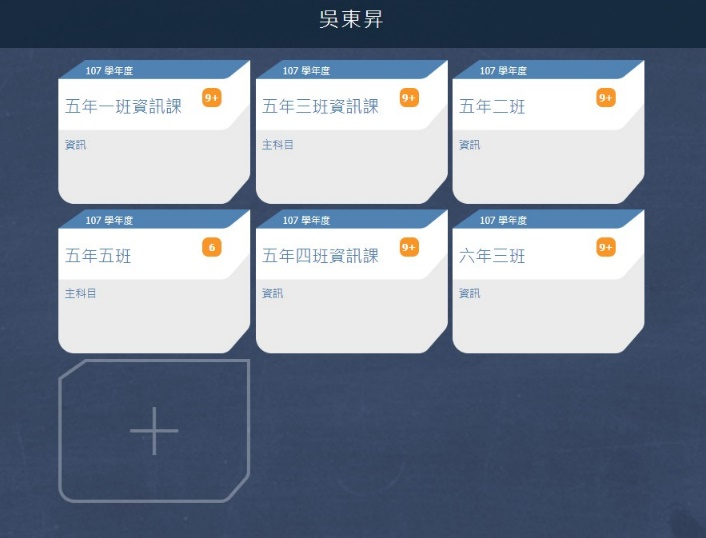 吳東昇
107 學年度
五年一班資訊課
9+
資訊
107 學年度
五年三班資訊課
9+
主科目
107 學年度
五年二班
9+
資訊
107 學年度
五年五班
6
主科目
107 學年度
五年四班資訊課
9+
資訊
107 學年度
六年三班
9+
資訊